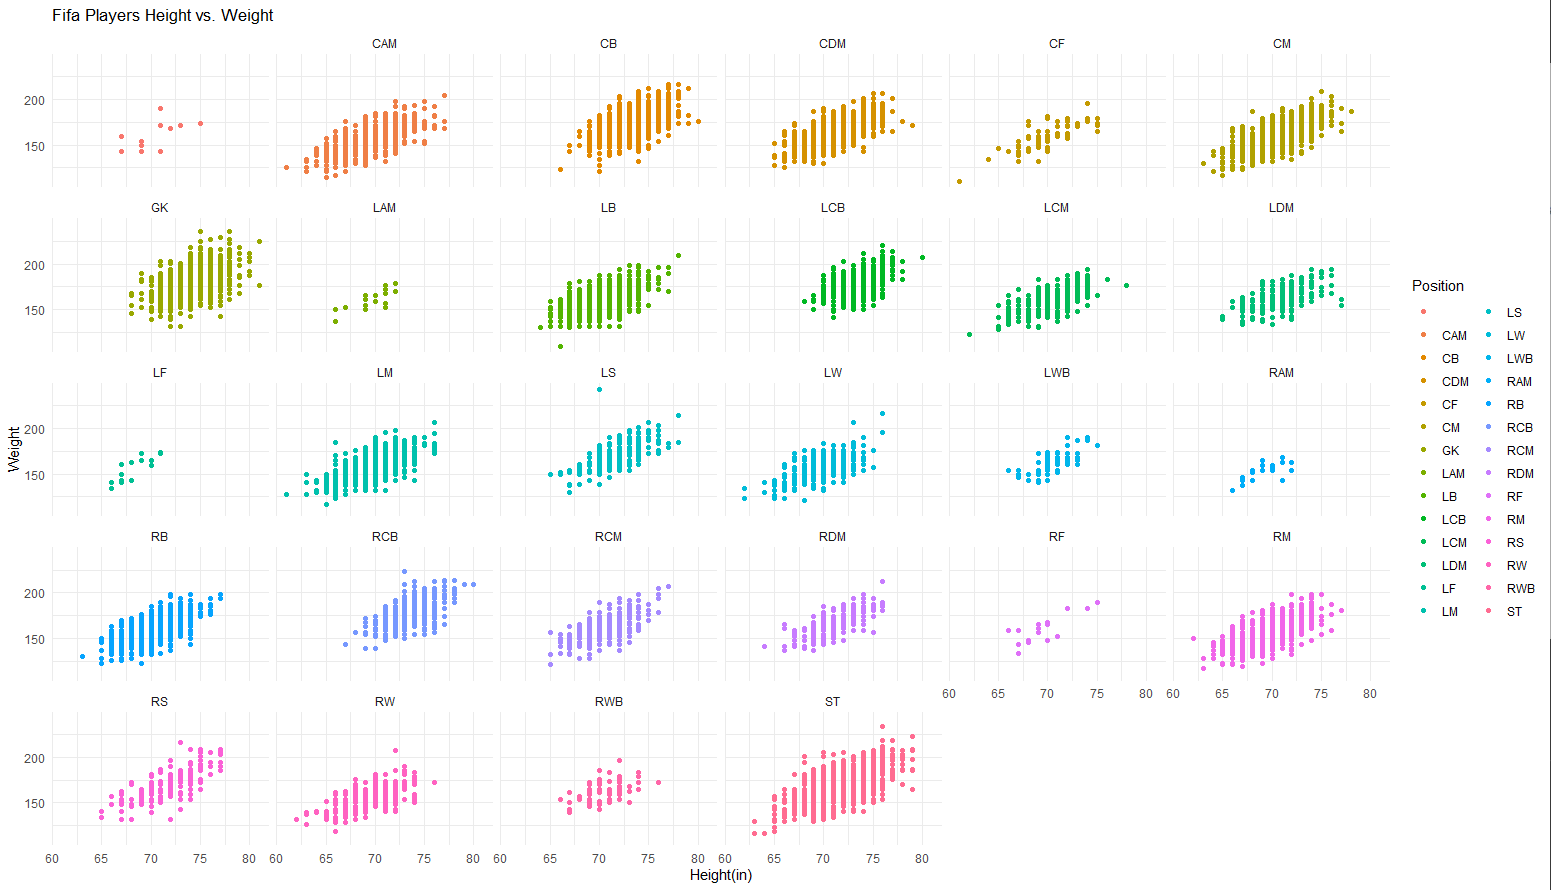 Fifa Players Height vs. Weight
CAM CB CDM CF CM
200
150
GK LAM LB LCB LCM LDM
200
150
LF LM LS LW LWB RAM
200
150
RB RCB RCM RDM RF RM
200
150
60 65 70 75 80 60 65 70 75 80
RS RW RWB ST
200
150
60 65 70 75 80 60 65 70 75 80 60 65 70 75 80 60 65 70 75 80
Height(in)
Weight
Position
CAM
CB
CDM
CF
CM
GK
LAM
LB
LCB
LCM
LDM
LF
LM
LS
LW
LWB
RAM
RB
RCB
RCM
RDM
RF
RM
RS
RW
RWB
ST